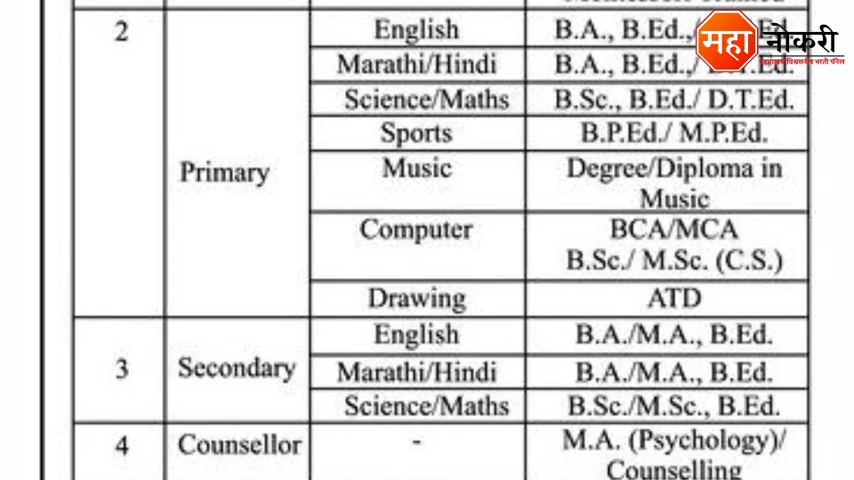 2 Primary English B.A., B.Ed.,/ Ed.
Marathi/Hindi B.A., B.Ed.,/ D.T.Ed.
Science/Maths B.Sc., B.Ed./ D.T.Ed.
Sports B.P.Ed./ M.P.Ed.
Music Degree/Diploma in
Music
Computer BCA/MCA
B.Sc./ M.Sc. (C.S.)
Drawing ATD
3 Secondary English B.A./M.A., B.Ed.
Marathi/Hindi B.A./M.A., B.Ed.
Science/Maths B.Sc./M.Sc., B.Ed.
4 Counsellor - M.A. (Psychology)/
Counselling
महा नोकरी